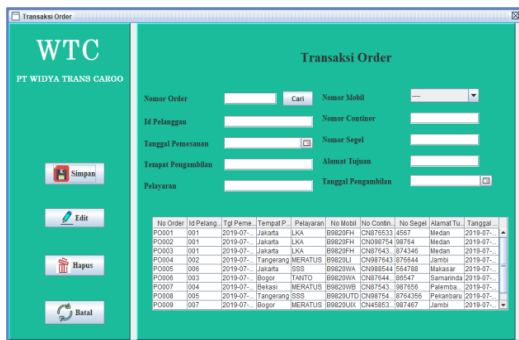 Transaksi Order
WTC
PT WIDYA TRANS CARGO
Simpan
Edit
Hapus
Batal
Transaksi Order
Nomor Order
Cari
Id Pelanggan
Tanggal Pemesanan
Tempat Pengambilan
Pelayaran
Nomor Mobil
---
Nomor Continer
Nomor Segel
Alamat Tujuan
Tanggal Pengambilan
No Order Id Pelang... Tgl Peme... Tempat P... Pelayaran No Mobil No Contin... No Segel Alamat Tu... Tanggal ...
PO001 001 2019-07-... Jakarta LKA B9820FH CN876533 4567 Medan 2019-07-...
PO002 001 2019-07-... Jakarta LKA B9820FH CN098754 98764 Medan 2019-07-...
PO003 001 2019-07-... Jakarta LKA B9820FH CN87643... 874346 Medan 2019-07-...
PO004 002 2019-07-... Tangerang MERATUS B9820LI CN987643 876644 Jambi 2019-07-...
PO005 006 2019-07-... Jakarta SSS B9820WA CN988544 564788 Makasar 2019-07-...
PO006 003 2019-07-... Bogor TANTO B9820WA CN87644... 86547 Samarinda 2019-07-...
PO007 004 2019-07-... Bekasi MERATUS B9820WB CN87543... 987656 Palemba... 2019-07-...
PO008 005 2019-07-... Tangerang SSS B9820UTD CN98754... 8764356 Pekanbaru 2019-07-...
PO009 007 2019-07-... Bogor MERATUS B9820UIX CN45853... 987467 Jambi 2019-07-...